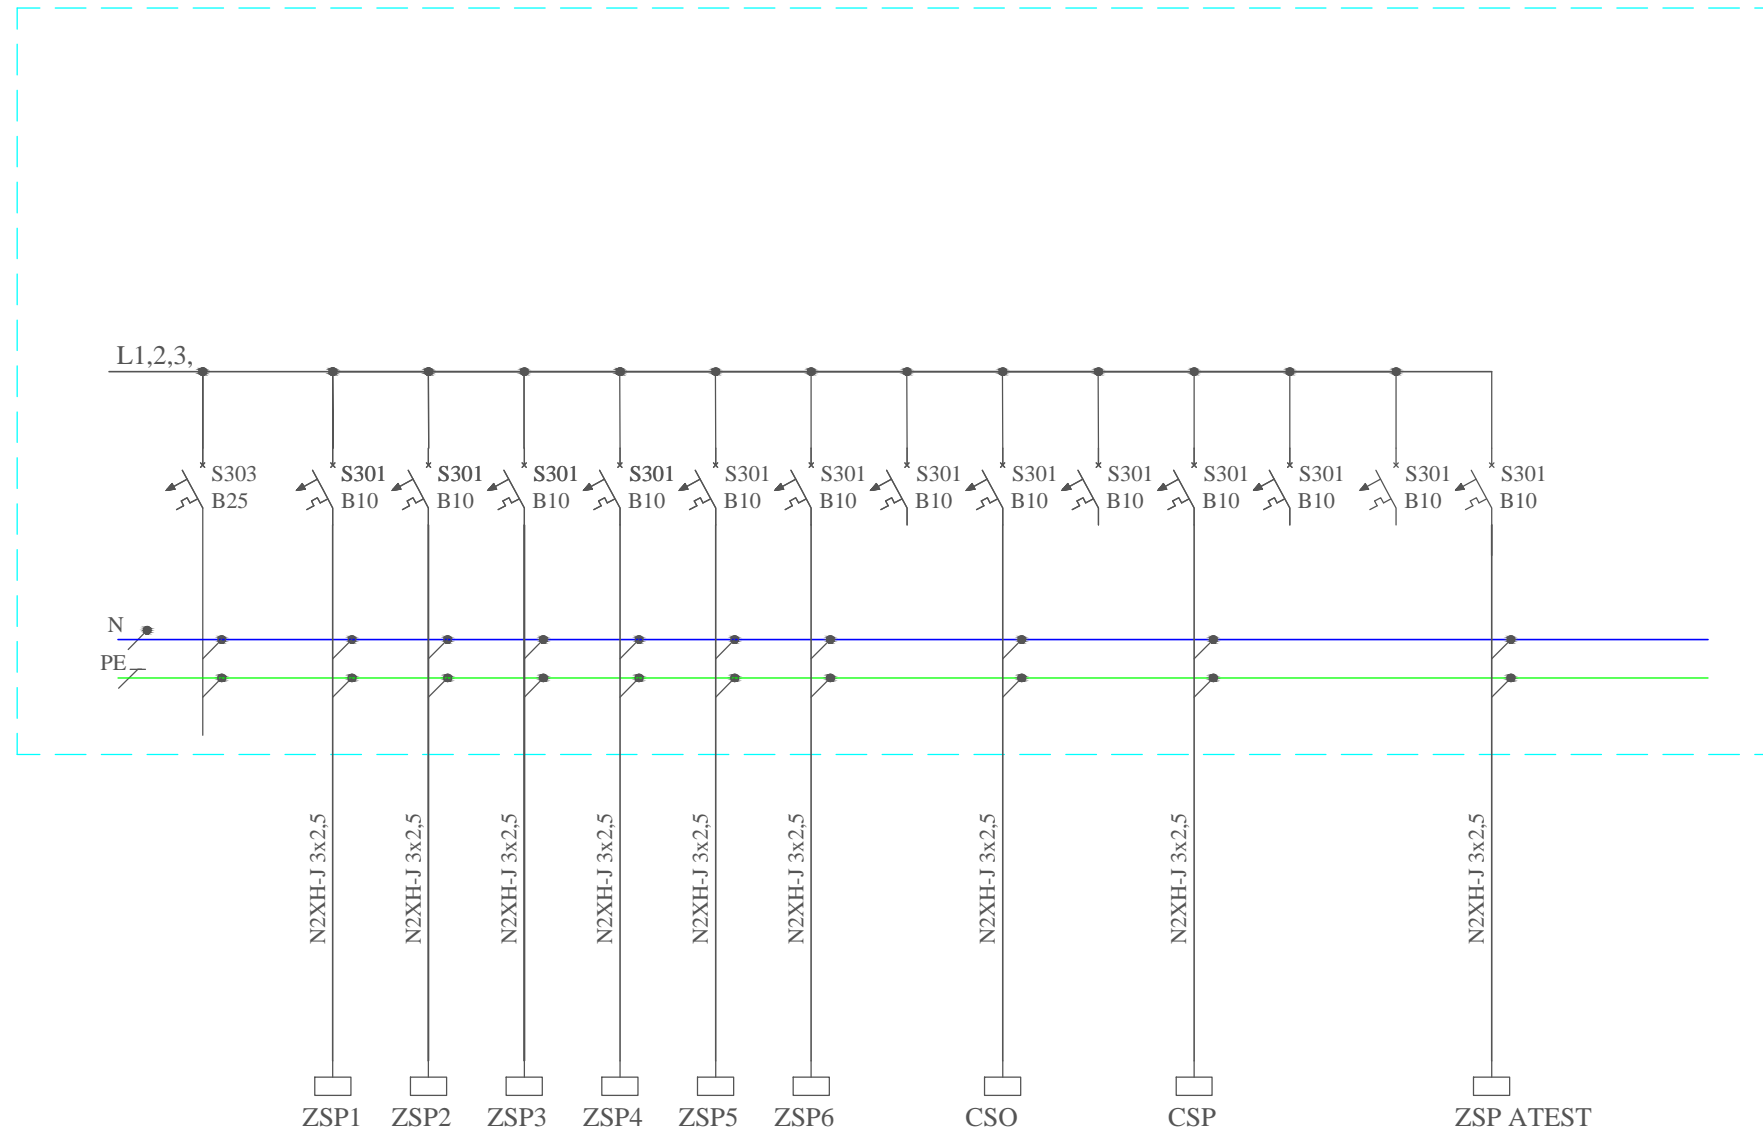 L1,2,3,
S303 S301 S301 S301 S301 S301 S301 S301 S301 S301 S301 S301 S301 S301
B25 B10 B10 B10 B10 B10 B10 B10 B10 B10 B10 B10 B10 B10
N
PE
N2XH-J 3x2,5
N2XH-J 3x2,5
N2XH-J 3x2,5
N2XH-J 3x2,5
N2XH-J 3x2,5
N2XH-J 3x2,5
N2XH-J 3x2,5
N2XH-J 3x2,5
N2XH-J 3x2,5
ZSP1 ZSP2 ZSP3 ZSP4 ZSP5 ZSP6 CSO CSP ZSP ATEST